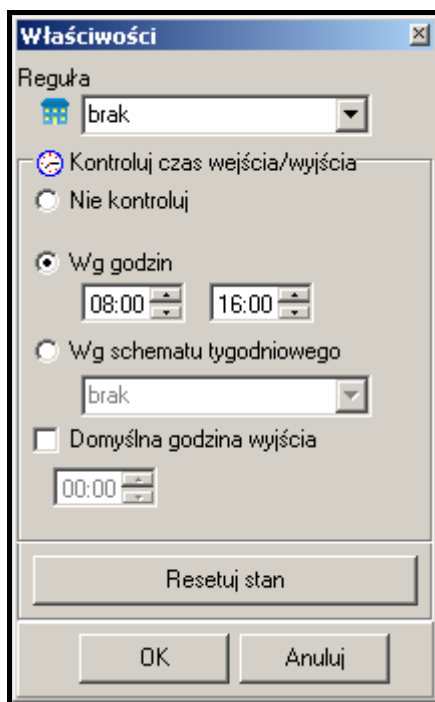 Właściwości
Reguła
brak
Kontroluj czas wejścia/wyjścia
Nie kontroluj
Wg godzin
08:00 16:00
Wg schematu tygodniowego
brak
Domyślna godzina wyjścia
00:00
Resetuj stan
OK Anuluj